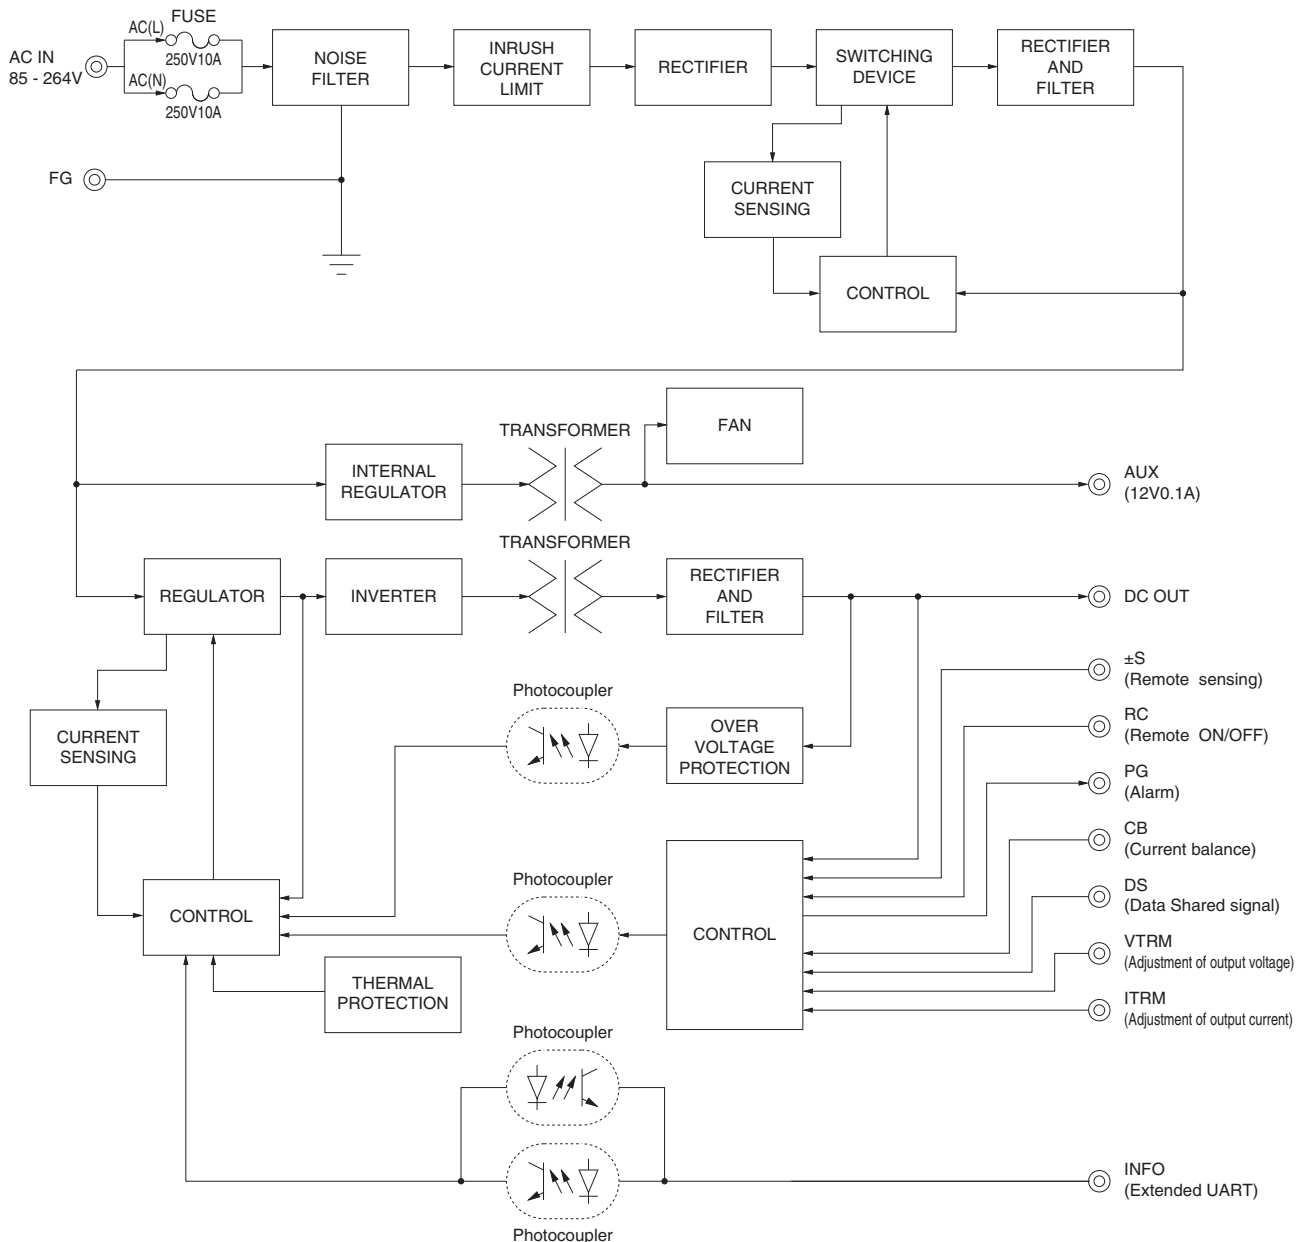 FUSE
AC(L)
250V10A
AC IN
85 - 264V
AC(N)
250V10A
NOISE
FILTER
INRUSH
CURRENT
LIMIT
RECTIFIER
SWITCHING
DEVICE
RECTIFIER
AND
FILTER
FG
CURRENT
SENSING
CONTROL
TRANSFORMER
FAN
INTERNAL
REGULATOR
AUX
(12V0.1A)
TRANSFORMER
REGULATOR
INVERTER
RECTIFIER
AND
FILTER
DC OUT
±S
(Remote sensing)
Photocoupler
CURRENT
SENSING
OVER
VOLTAGE
PROTECTION
RC
(Remote ON/OFF)
PG
(Alarm)
CB
(Current balance)
Photocoupler
CONTROL
CONTROL
DS
(Data Shared signal)
VTRM
(Adjustment of output voltage)
THERMAL
PROTECTION
ITRM
(Adjustment of output current)
Photocoupler
INFO
(Extended UART)
Photocoupler